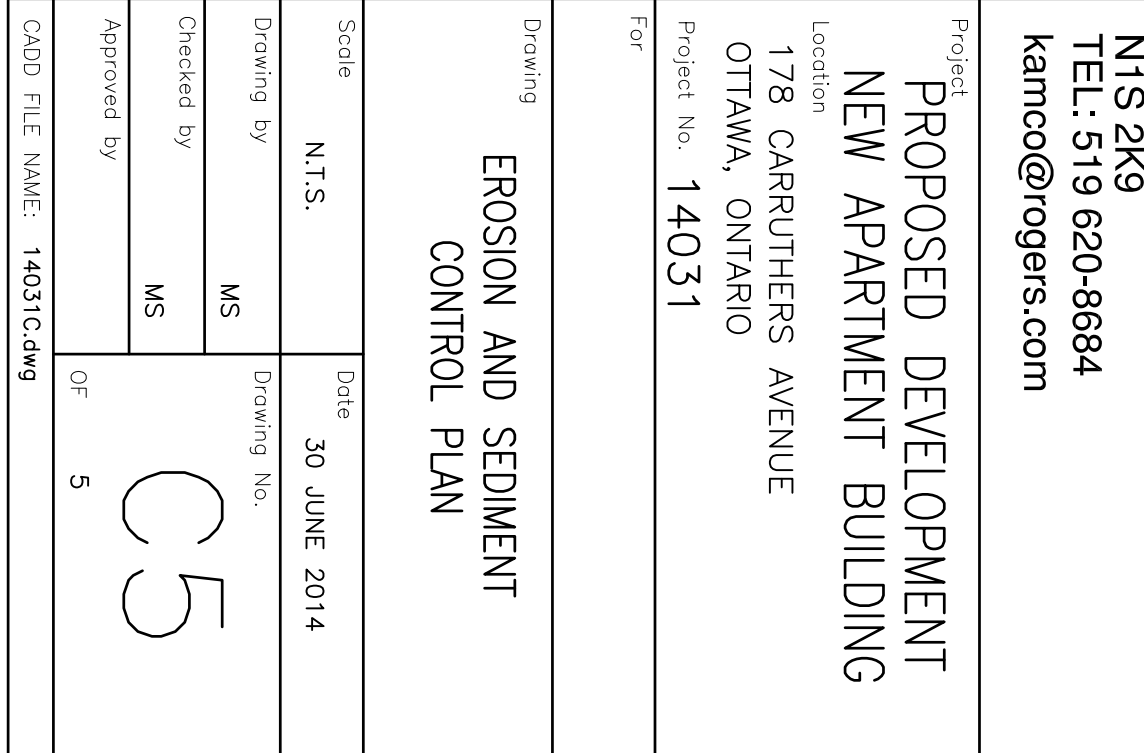 N1S 2K9
TEL: 519 620-8684
kamco@rogers.com
Project
PROPOSED DEVELOPMENT
NEW APARTMENT BUILDING
Location
178 CARRUTHERS AVENUE
OTTAWA, ONTARIO
Project No. 14031
For
Drawing
EROSION AND SEDIMENT
CONTROL PLAN
Scale
N.T.S.
Date
30 JUNE 2014
Drawing by
MS
Drawing No.
C5
Checked by
MS
Approved by
OF 5
CADD FILE NAME: 14031C.dwg